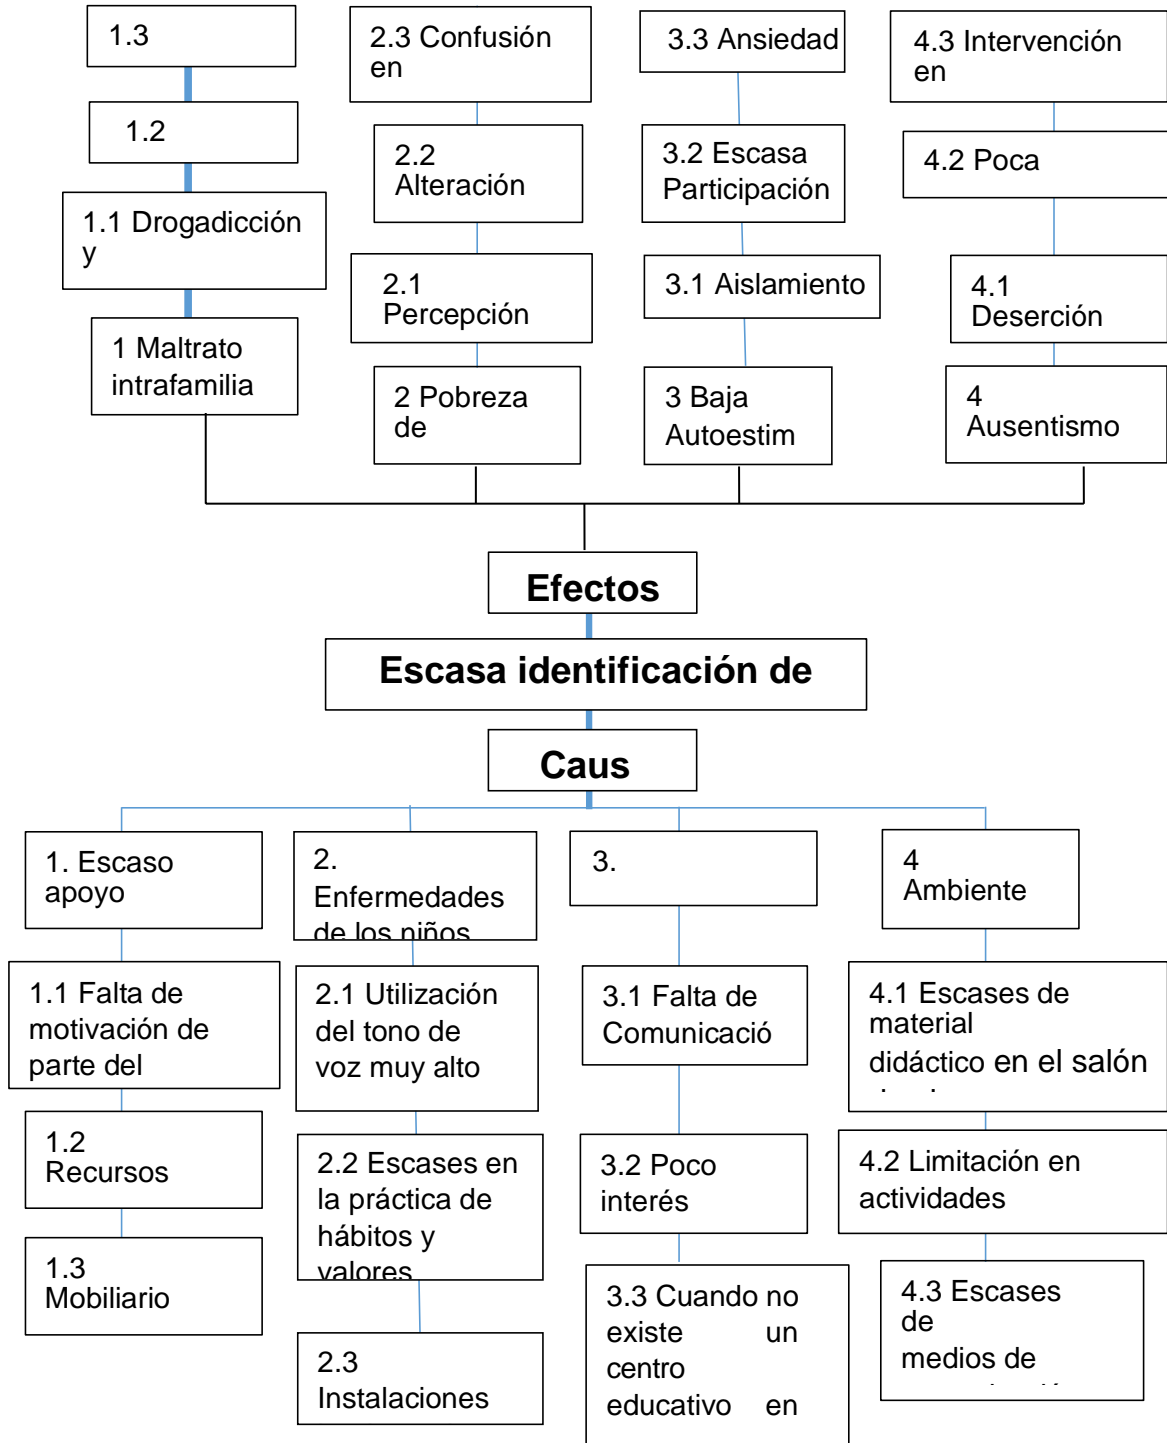 1.3
2.3 Confusión
en
3.3 Ansiedad
4.3 Intervención
en
1.2
2.2
Alteración
3.2 Escasa
Participación
4.2 Poca
1.1 Drogadicción
y
2.1
Percepción
3.1 Aislamiento
4.1
Deserción
1 Maltrato
intrafamilia
2 Pobreza
de
3 Baja
Autoestim
4
Ausentismo
Efectos
Escasa identificación de
Caus
1. Escaso
apoyo
2.
Enfermedades
de los niños
3.
4
Ambiente
1.1 Falta de
motivación de
parte del
2.1 Utilización
del tono de
voz muy alto
3.1 Falta de
Comunicació
4.1 Escases de
material
didáctico en el salón
1.2
Recursos
2.2 Escases en
la práctica de
hábitos y
valores
3.2 Poco
interés
4.2 Limitación en
actividades
1.3
Mobiliario
2.3
Instalaciones
3.3 Cuando no
existe un
centro
educativo en
4.3 Escases
de
medios de